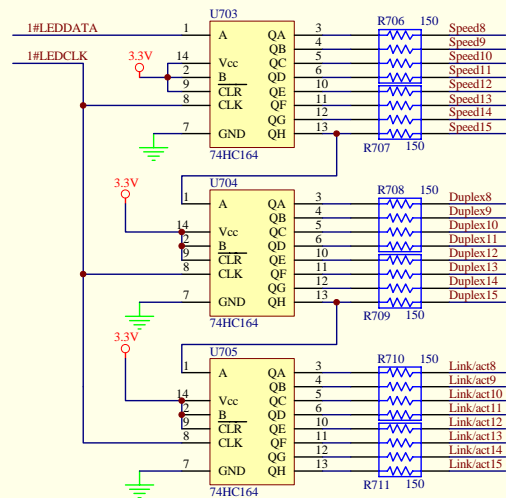 U703
1#LEDDATA 1 A QA 3 R706 150 Speed8
QB 4 Speed9
1#LEDCLK 3.3V 14 Vcc QC 5 Speed10
2 B QD 6 Speed11
9 CLR QE 10 Speed12
8 CLK QF 11 Speed13
QG 12 Speed14
7 GND QH 13 Speed15
74HC164 R707 150
3.3V U704
1 A QA 3 R708 150 Duplex8
QB 4 Duplex9
14 Vcc QC 5 Duplex10
2 B QD 6 Duplex11
9 CLR QE 10 Duplex12
8 CLK QF 11 Duplex13
QG 12 Duplex14
7 GND QH 13 Duplex15
74HC164 R709 150
3.3V U705
1 A QA 3 R710 150 Link/act8
QB 4 Link/act9
14 Vcc QC 5 Link/act10
2 B QD 6 Link/act11
9 CLR QE 10 Link/act12
8 CLK QF 11 Link/act13
QG 12 Link/act14
7 GND QH 13 Link/act15
74HC164 R711 150